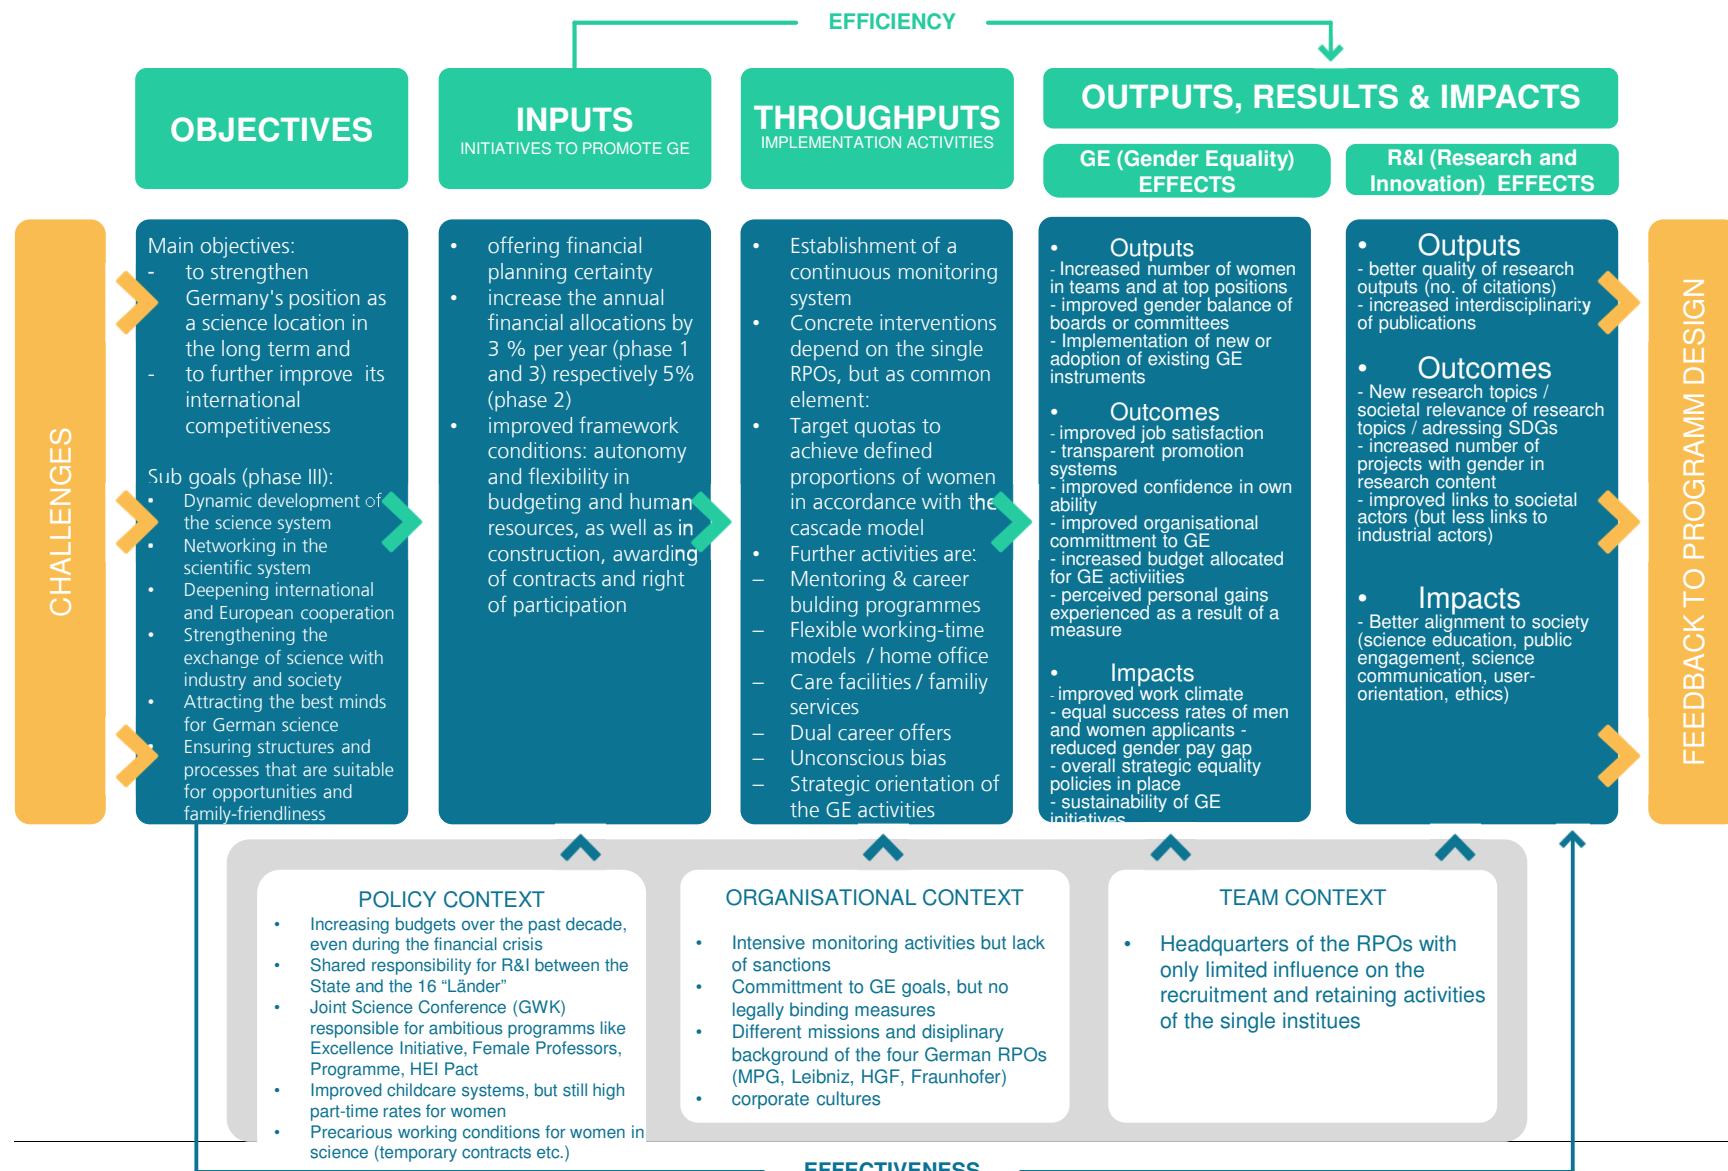 EFFICIENCY
OBJECTIVES
INPUTS
INITIATIVES TO PROMOTE GE
THROUGHPUTS
IMPLEMENTATION ACTIVITIES
OUTPUTS, RESULTS & IMPACTS
GE (Gender Equality)
EFFECTS
R&I (Research and
Innovation) EFFECTS
CHALLENGES
Main objectives:
- to strengthen
Germany's position as
a science location in
the long term and
- to further improve its
international
competitiveness
Sub goals (phase III):
• Dynamic development of
the science system
• Networking in the
scientific system
• Deepening international
and European cooperation
• Strengthening the
exchange of science with
industry and society
• Attracting the best minds
for German science
• Ensuring structures and
processes that are suitable
for opportunities and
family-friendliness
• offering financial
planning certainty
• increase the annual
financial allocations by
3 % per year (phase 1
and 3) respectively 5%
(phase 2)
• improved framework
conditions: autonomy
and flexibility in
budgeting and human
resources, as well as in
construction, awarding
of contracts and right
of participation
• Establishment of a
continuous monitoring
system
• Concrete interventions
depend on the single
RPOs, but as common
element:
• Target quotas to
achieve defined
proportions of women
in accordance with the
cascade model
• Further activities are:
– Mentoring & career
bulding programmes
– Flexible working-time
models / home office
– Care facilities / familiy
services
– Dual career offers
– Unconscious bias
– Strategic orientation of
the GE activities
• Outputs
- Increased number of women
in teams and at top positions
- improved gender balance of
boards or committees
- Implementation of new or
adoption of existing GE
instruments
• Outcomes
- improved job satisfaction
- transparent promotion
systems
- improved confidence in own
ability
- improved organisational
committment to GE
- increased budget allocated
for GE activiities
- perceived personal gains
experienced as a result of a
measure
• Impacts
- improved work climate
- equal success rates of men
and women applicants -
reduced gender pay gap
- overall strategic equality
policies in place
- sustainability of GE
initiatives
• Outputs
- better quality of research
outputs (no. of citations)
- increased interdisciplinarity
of publications
• Outcomes
- New research topics /
societal relevance of research
topics / adressing SDGs
- increased number of
projects with gender in
research content
- improved links to societal
actors (but less links to
industrial actors)
• Impacts
- Better alignment to society
(science education, public
engagement, science
communication, user-
orientation, ethics)
FEEDBACK TO PROGRAMM DESIGN
POLICY CONTEXT
• Increasing budgets over the past decade,
even during the financial crisis
• Shared responsibility for R&I between the
State and the 16 “Länder”
• Joint Science Conference (GWK)
responsible for ambitious programms like
Excellence Initiative, Female Professors,
Programme, HEI Pact
• Improved childcare systems, but still high
part-time rates for women
• Precarious working conditions for women in
science (temporary contracts etc.)
ORGANISATIONAL CONTEXT
• Intensive monitoring activities but lack
of sanctions
• Committment to GE goals, but no
legally binding measures
• Different missions and disiplinary
background of the four German RPOs
(MPG, Leibniz, HGF, Fraunhofer)
• corporate cultures
TEAM CONTEXT
• Headquarters of the RPOs with
only limited influence on the
recruitment and retaining activities
of the single institues
EFFECTIVENESS